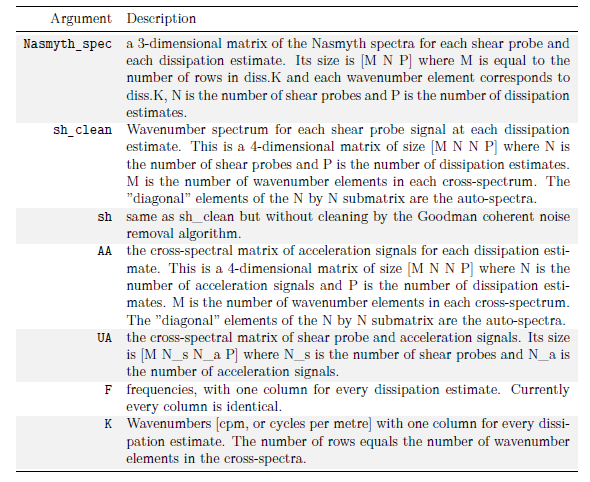 Argument Description
Nasmyth_spec a 3-dimensional matrix of the Nasmyth spectra for each shear probe and
each dissipation estimate. Its size is [M N P] where M is equal to the
number of rows in diss.K and each wavenumber element corresponds to
diss.K, N is the number of shear probes and P is the number of dissipation
estimates.
sh_clean Wavenumber spectrum for each shear probe signal at each dissipation
estimate. This is a 4-dimensional matrix of size [M N N P] where N is
the number of shear probes and P is the number of dissipation estimates.
M is the number of wavenumber elements in each cross-spectrum. The
”diagonal” elements of the N by N submatrix are the auto-spectra.
sh same as sh_clean but without cleaning by the Goodman coherent noise
removal algorithm.
AA the cross-spectral matrix of acceleration signals for each dissipation esti-
mate. This is a 4-dimensional matrix of size [M N N P] where N is the
number of acceleration signals and P is the number of dissipation esti-
mates. M is the number of wavenumber elements in each cross-spectrum.
The ”diagonal” elements of the N by N submatrix are the auto-spectra.
UA the cross-spectral matrix of shear probe and acceleration signals. Its size
is [M N_s N_a P] where N_s is the number of shear probes and N_a is
the number of acceleration signals.
F frequencies, with one column for every dissipation estimate. Currently
every column is identical.
K Wavenumbers [cpm, or cycles per metre] with one column for every dissi-
pation estimate. The number of rows equals the number of wavenumber
elements in the cross-spectra.